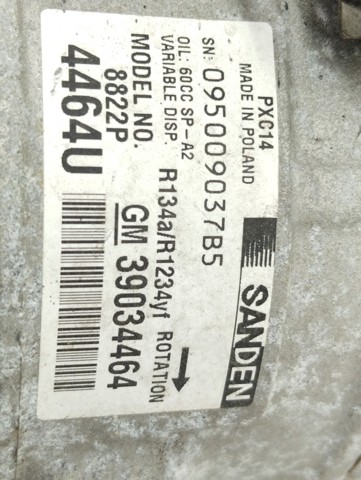 PXC14
MADE IN POLAND
SANDEN
SN: 095009037B5
OIL: 60CC SP-A2
VARIABLE DISP.
R134a/R1234yf ROTATION
MODEL NO.
8822P
GM 39034464
4464U